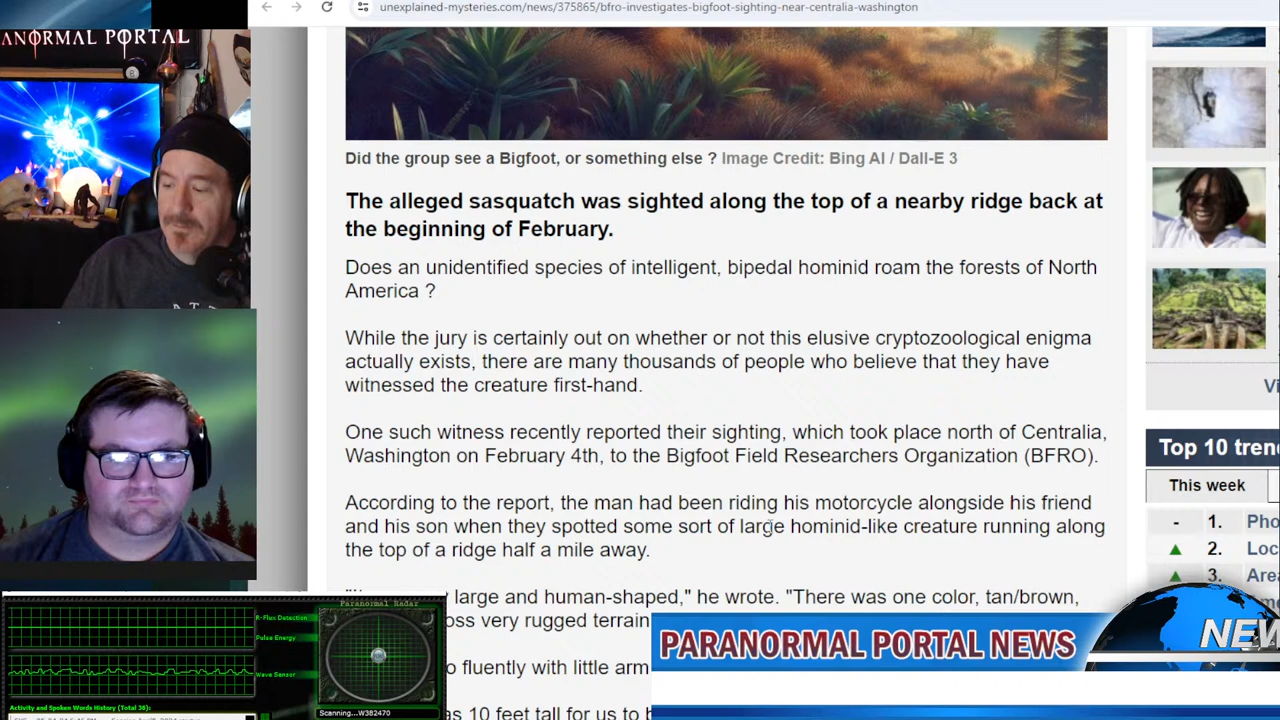 unexplained-mysteries.com/news/375865/bfro-investigates-bigfoot-sighting-near-centralia-washington
ANORMAL PORTAL
Did the group see a Bigfoot, or something else ? Image Credit: Bing AI / Dall-E 3
The alleged sasquatch was sighted along the top of a nearby ridge back at
the beginning of February.
Does an unidentified species of intelligent, bipedal hominid roam the forests of North
America ?
While the jury is certainly out on whether or not this elusive cryptozoological enigma
actually exists, there are many thousands of people who believe that they have
witnessed the creature first-hand.
One such witness recently reported their sighting, which took place north of Centralia,
Washington on February 4th, to the Bigfoot Field Researchers Organization (BFRO).
According to the report, the man had been riding his motorcycle alongside his friend
and his son when they spotted some sort of large hominid-like creature running along
the top of a ridge half a mile away.
large and human-shaped," he wrote. "There was one color, tan/brown,
oss very rugged terrain
o fluently with little arm
as 10 feet tall for us to b
Vi
Top 10 tren
This week
- 1. Pho
2. Loc
3. Area
Paranormal Radar
R-Flux Detection
Pulse Energy
Wave Sensor
Activity and Spoken Words History (Total 38):
Scanning...W382470
PARANORMAL PORTAL NEWS
NEW